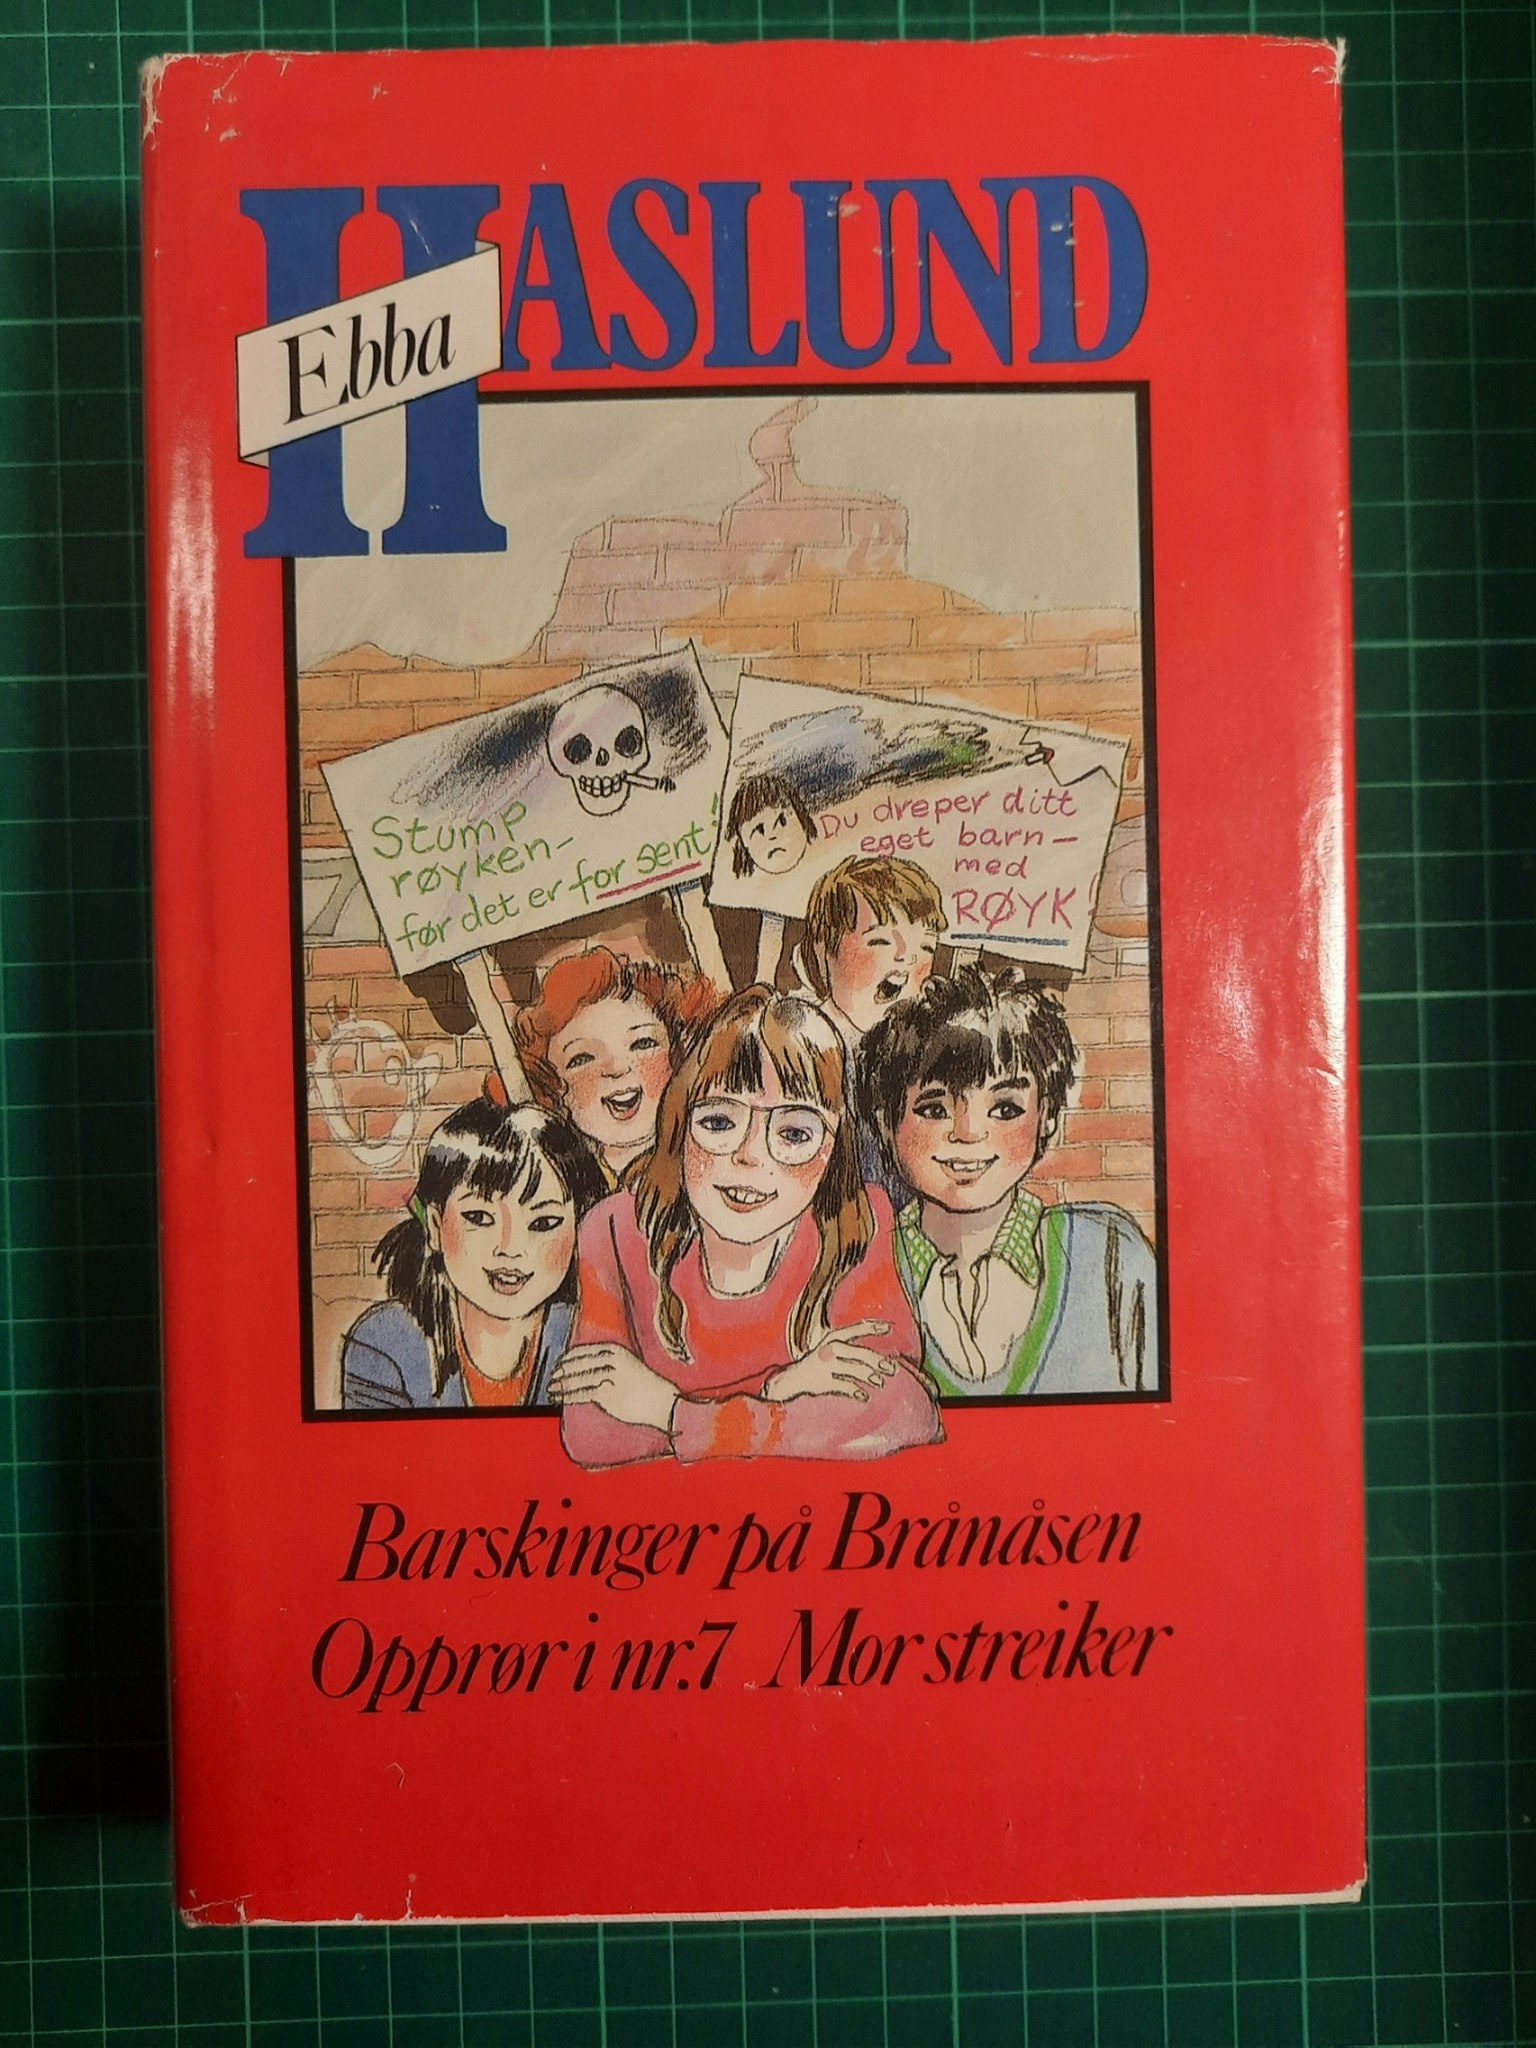 Ebba
HASLUND
Stump
røyken-
før det er for sent!
Du dreper ditt
eget barn—
med
RØYK!
Barskinger på Brånåsen
Opprør i nr.7 Mor streiker